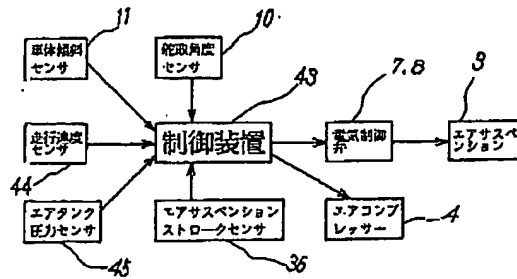 11
10
車体傾斜
センサ
舵取角度
センサ
43
7,8
3
走行速度
センサ
制御装置
電気制御
弁
エアサスペ
ンション
44
エアタンク
圧力センサ
エアサスペンション
ストロークセンサ
エアコンプ
レッサー
4
45
36